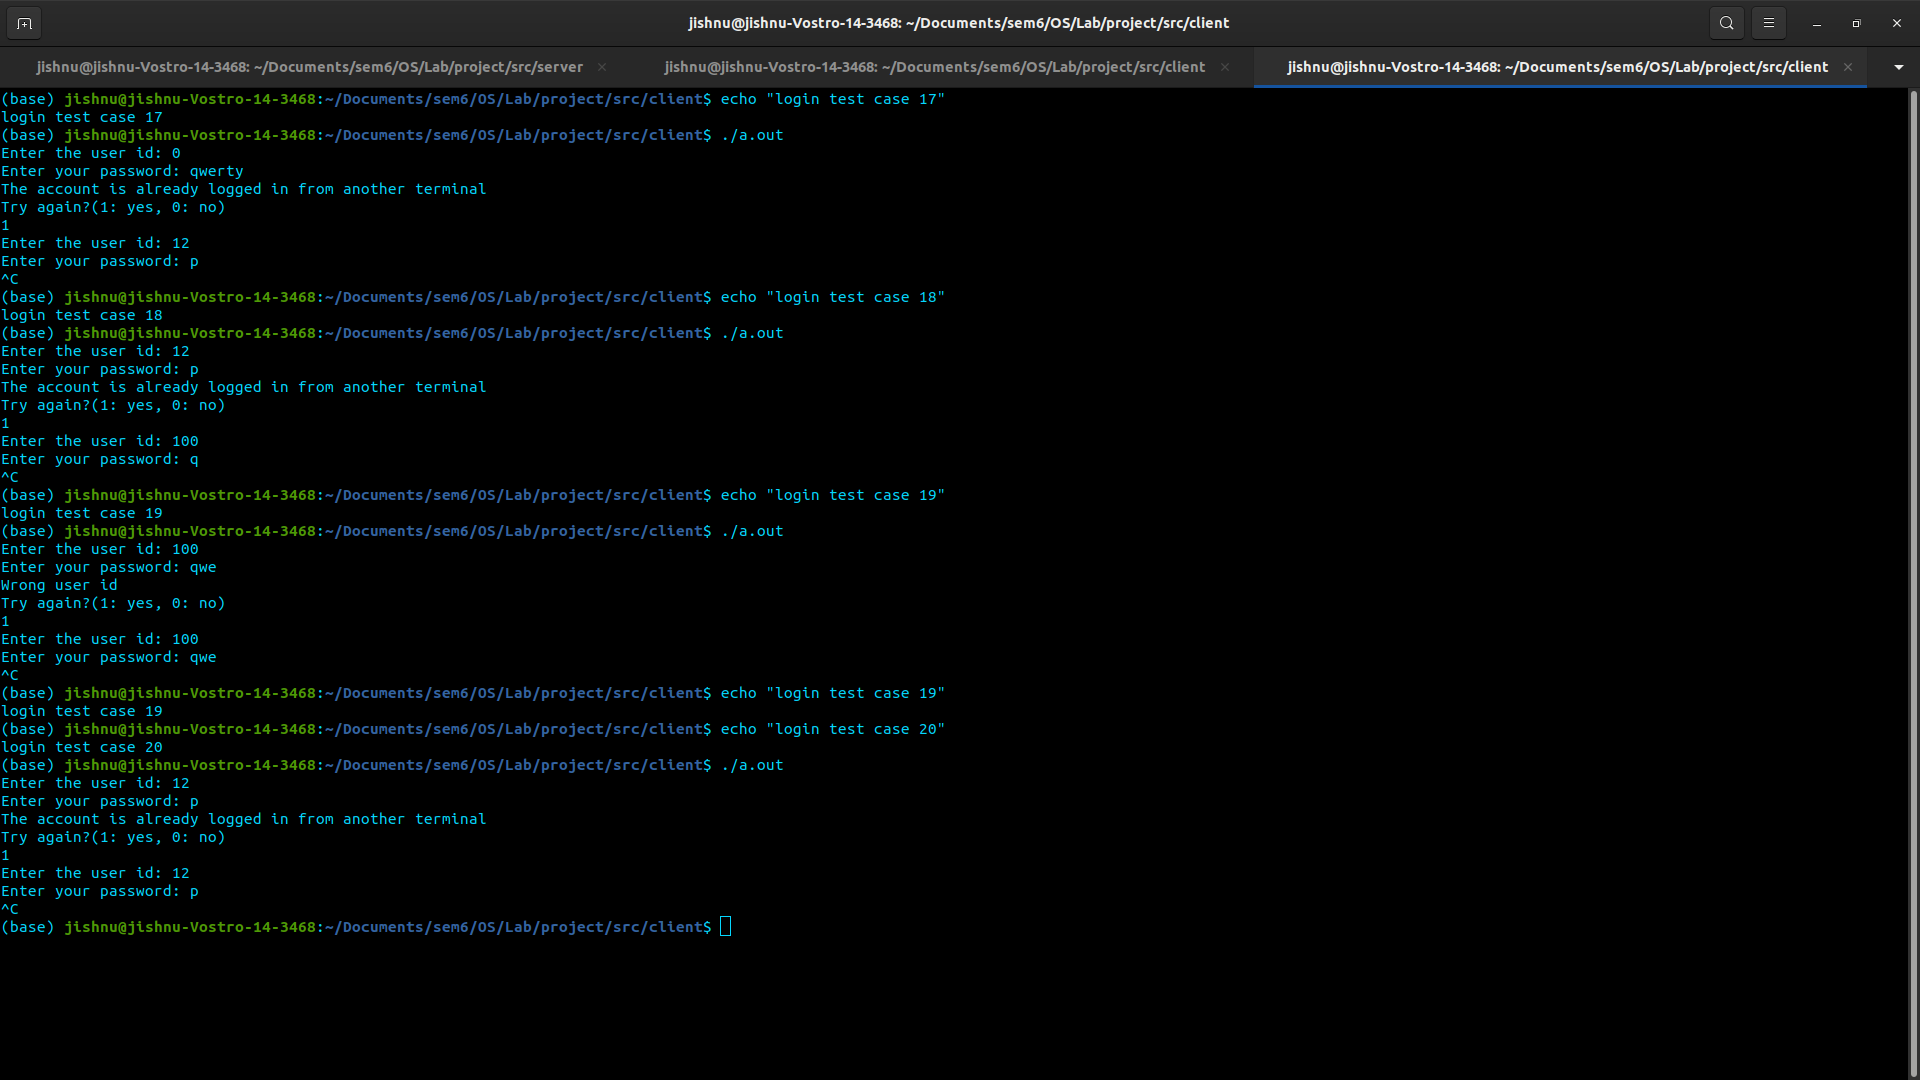 jishnu@jishnu-Vostro-14-3468: ~/Documents/sem6/OS/Lab/project/src/client
jishnu@jishnu-Vostro-14-3468: ~/Documents/sem6/OS/Lab/project/src/server
jishnu@jishnu-Vostro-14-3468: ~/Documents/sem6/OS/Lab/project/src/client
jishnu@jishnu-Vostro-14-3468: ~/Documents/sem6/OS/Lab/project/src/client
(base) jishnu@jishnu-Vostro-14-3468:~/Documents/sem6/OS/Lab/project/src/client$ echo "login test case 17"
login test case 17
(base) jishnu@jishnu-Vostro-14-3468:~/Documents/sem6/OS/Lab/project/src/client$ ./a.out
Enter the user id: 0
Enter your password: qwerty
The account is already logged in from another terminal
Try again?(1: yes, 0: no)
1
Enter the user id: 12
Enter your password: p
^C
(base) jishnu@jishnu-Vostro-14-3468:~/Documents/sem6/OS/Lab/project/src/client$ echo "login test case 18"
login test case 18
(base) jishnu@jishnu-Vostro-14-3468:~/Documents/sem6/OS/Lab/project/src/client$ ./a.out
Enter the user id: 12
Enter your password: p
The account is already logged in from another terminal
Try again?(1: yes, 0: no)
1
Enter the user id: 100
Enter your password: q
^C
(base) jishnu@jishnu-Vostro-14-3468:~/Documents/sem6/OS/Lab/project/src/client$ echo "login test case 19"
login test case 19
(base) jishnu@jishnu-Vostro-14-3468:~/Documents/sem6/OS/Lab/project/src/client$ ./a.out
Enter the user id: 100
Enter your password: qwe
Wrong user id
Try again?(1: yes, 0: no)
1
Enter the user id: 100
Enter your password: qwe
^C
(base) jishnu@jishnu-Vostro-14-3468:~/Documents/sem6/OS/Lab/project/src/client$ echo "login test case 19"
login test case 19
(base) jishnu@jishnu-Vostro-14-3468:~/Documents/sem6/OS/Lab/project/src/client$ echo "login test case 20"
login test case 20
(base) jishnu@jishnu-Vostro-14-3468:~/Documents/sem6/OS/Lab/project/src/client$ ./a.out
Enter the user id: 12
Enter your password: p
The account is already logged in from another terminal
Try again?(1: yes, 0: no)
1
Enter the user id: 12
Enter your password: p
^C
(base) jishnu@jishnu-Vostro-14-3468:~/Documents/sem6/OS/Lab/project/src/client$